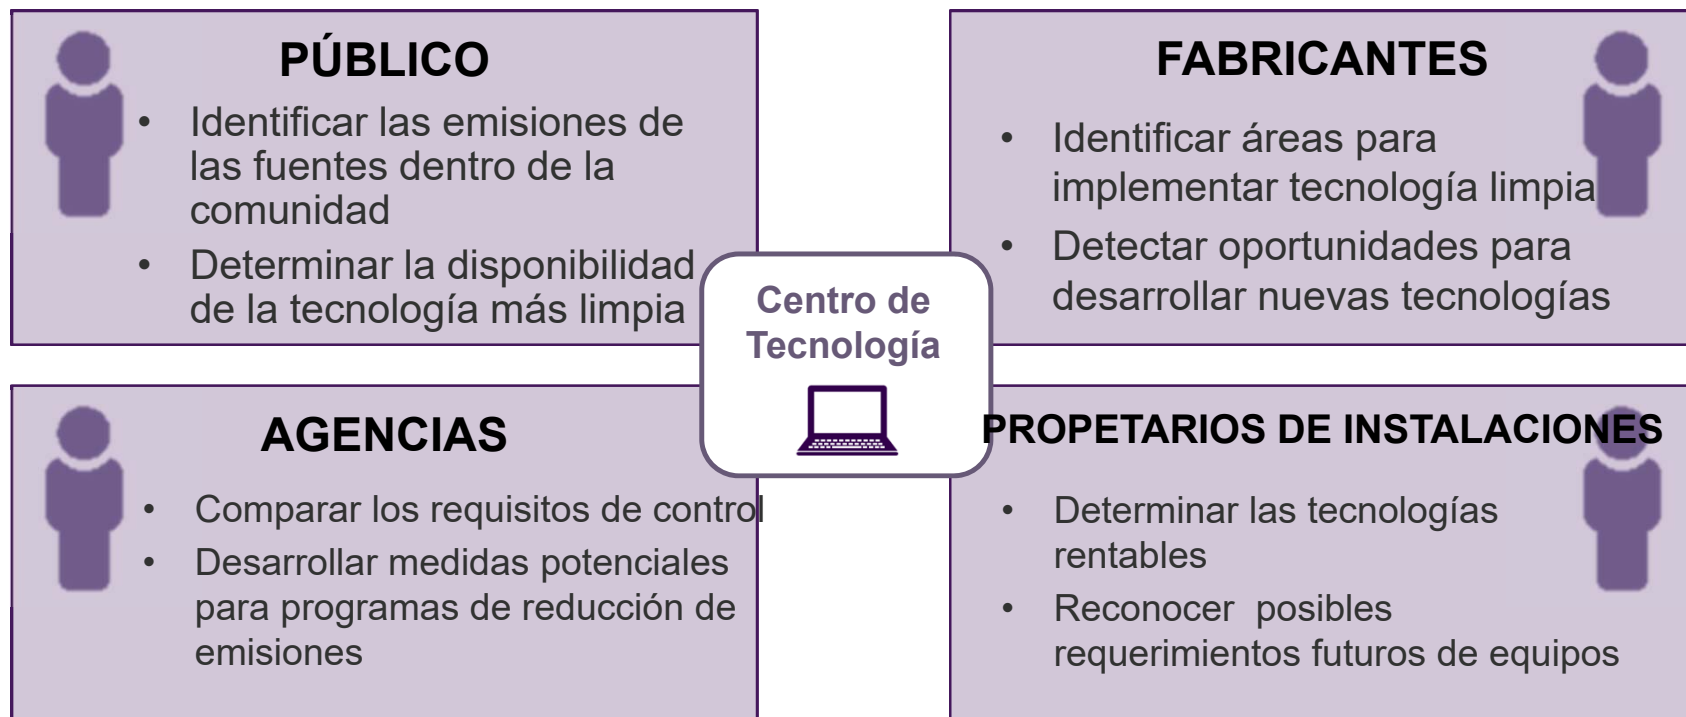 PÚBLICO
• Identificar las emisiones de
las fuentes dentro de la
comunidad
• Determinar la disponibilidad
de la tecnología más limpia
FABRICANTES
• Identificar áreas para
implementar tecnología limpia
• Detectar oportunidades para
desarrollar nuevas tecnologías
Centro de
Tecnología
AGENCIAS
• Comparar los requisitos de control
• Desarrollar medidas potenciales
para programas de reducción de
emisiones
PROPETARIOS DE INSTALACIONES
• Determinar las tecnologías
rentables
• Reconocer  posibles
requerimientos futuros de equipos